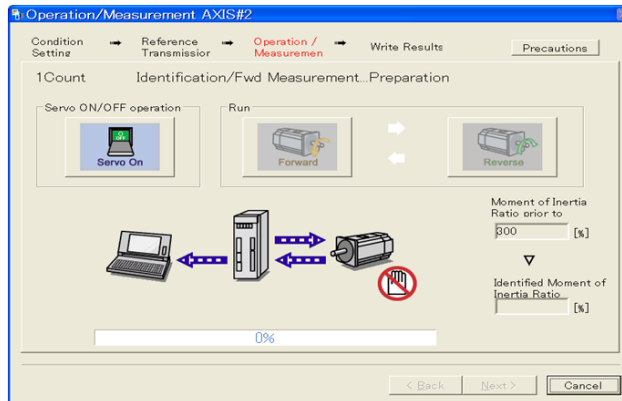 Operation/Measurement AXIS#2
Condition Setting
Reference Transmissior
Operation / Measuremen
Write Results
Precautions
1Count
Identification/Fwd Measurement...Preparation
Servo ON/OFF operation
Run
Servo On
Forward
Reverse
Moment of Inertia
Ratio prior to
300 [%]
Identified Moment of
Inertia Ratio
[%]
0%
< Back
Next >
Cancel